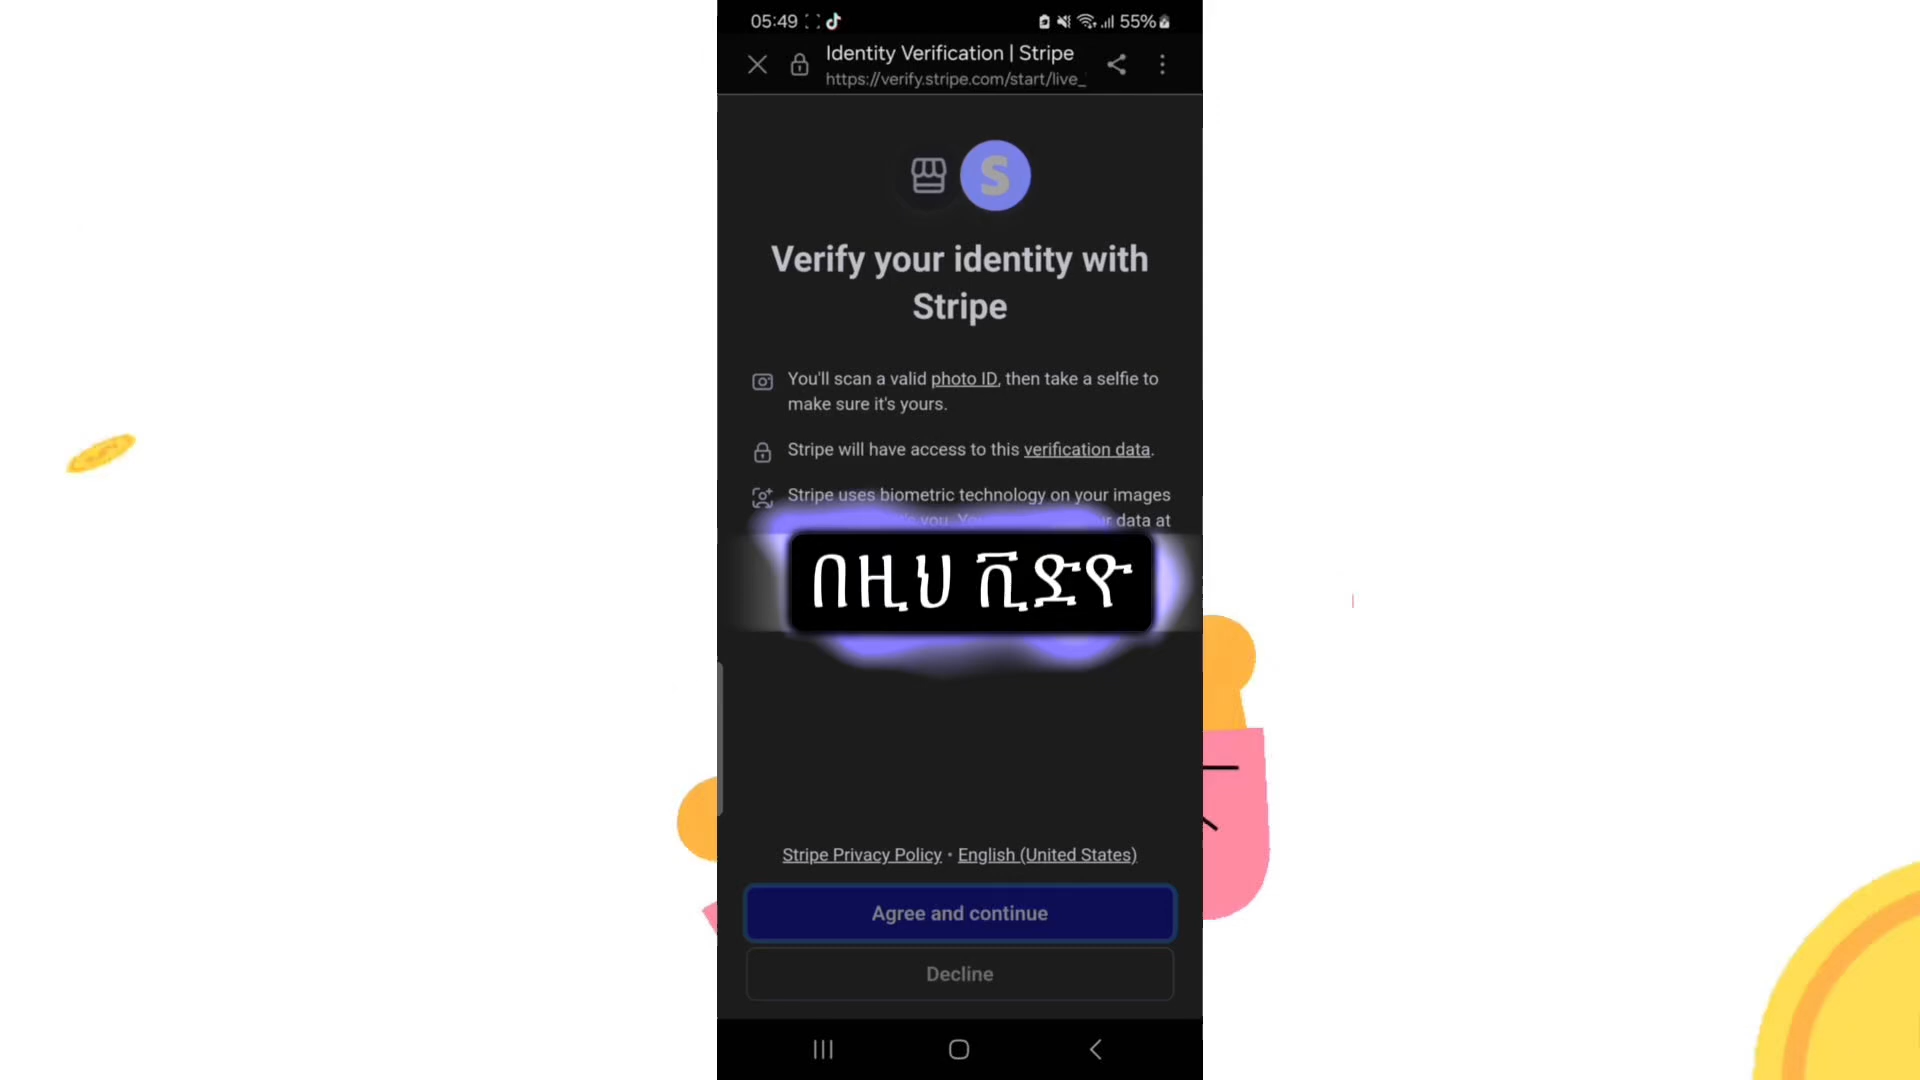 05:49
55%
Identity Verification | Stripe
https://verify.stripe.com/start/live_
S
Verify your identity with
Stripe
You'll scan a valid photo ID, then take a selfie to
make sure it's yours.
Stripe will have access to this verification data.
Stripe uses biometric technology on your images
you. data at
በዚህ ቪድዮ
Stripe Privacy Policy • English (United States)
Agree and continue
Decline